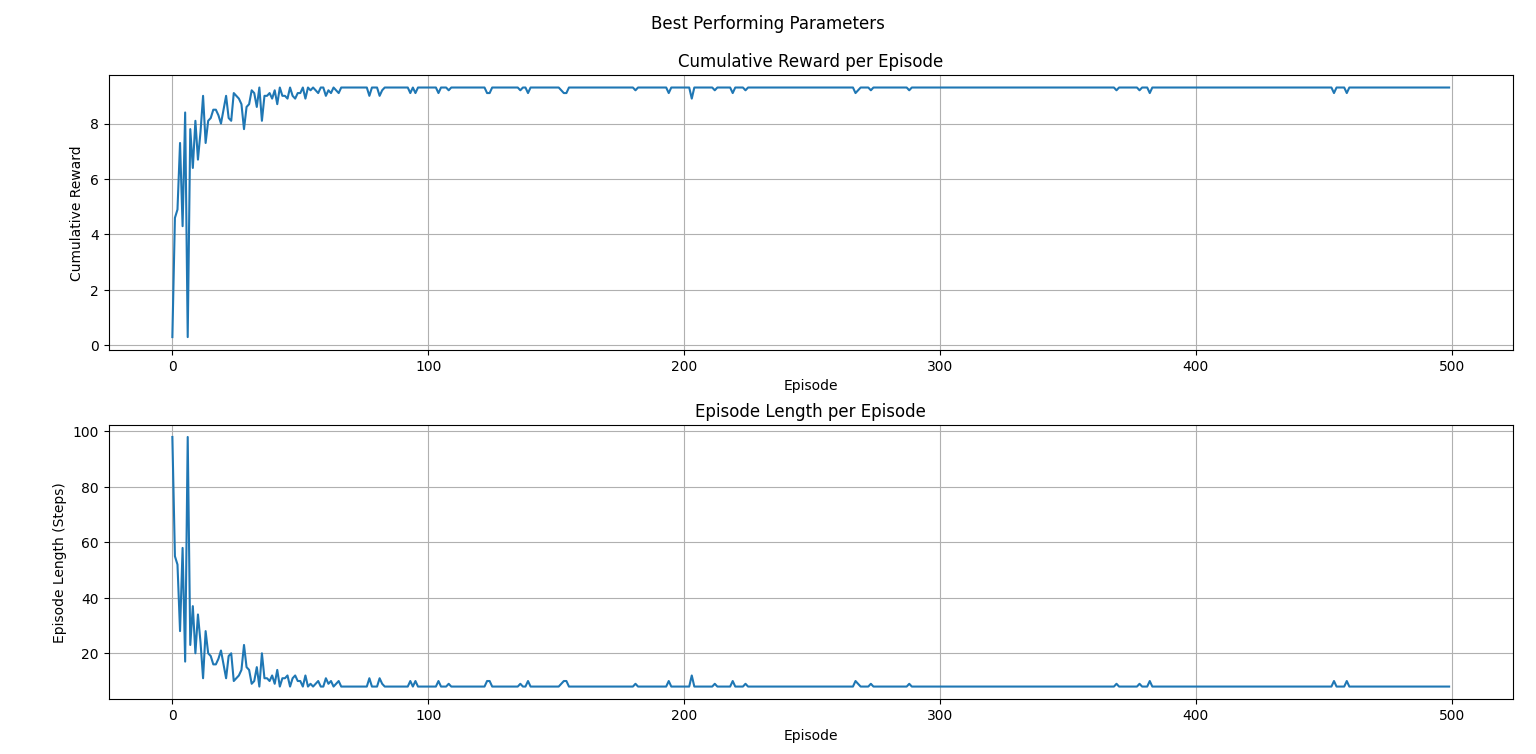 Best Performing Parameters
Cumulative Reward per Episode
Cumulative Reward
8
6
4
2
0
0 100 200 300 400 500
Episode
Episode Length per Episode
Episode Length (Steps)
100
80
60
40
20
0 100 200 300 400 500
Episode